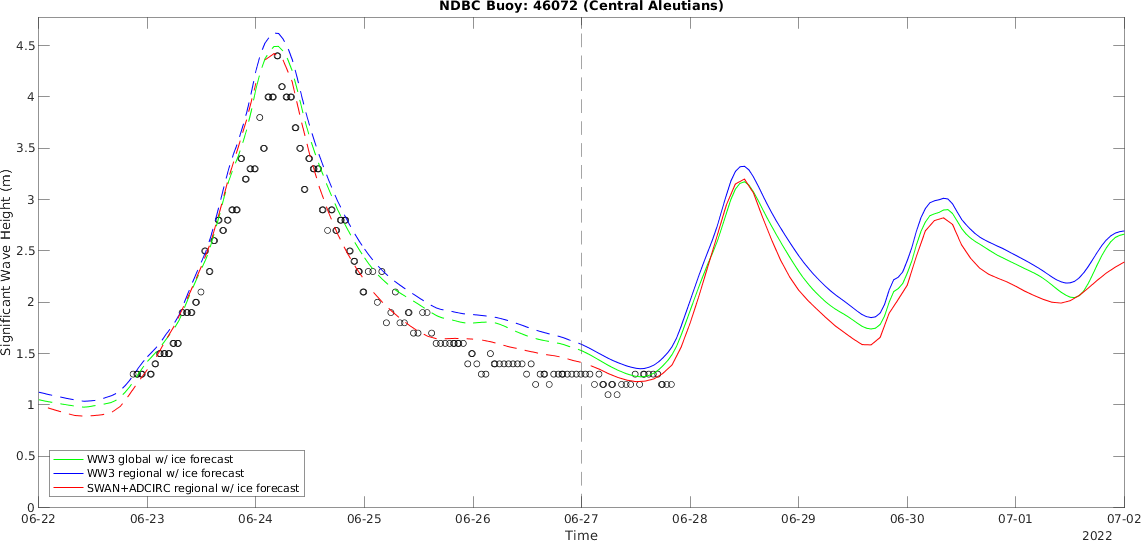 NDBC Buoy: 46072 (Central Aleutians)
4.5
4
3.5
3
2.5
2
1.5
1
0.5
0
Significant Wave Height (m)
WW3 global w/ ice forecast
WW3 regional w/ ice forecast
SWAN+ADCIRC regional w/ ice forecast
06-22 06-23 06-24 06-25 06-26 06-27 06-28 06-29 06-30 07-01 07-02
Time
2022